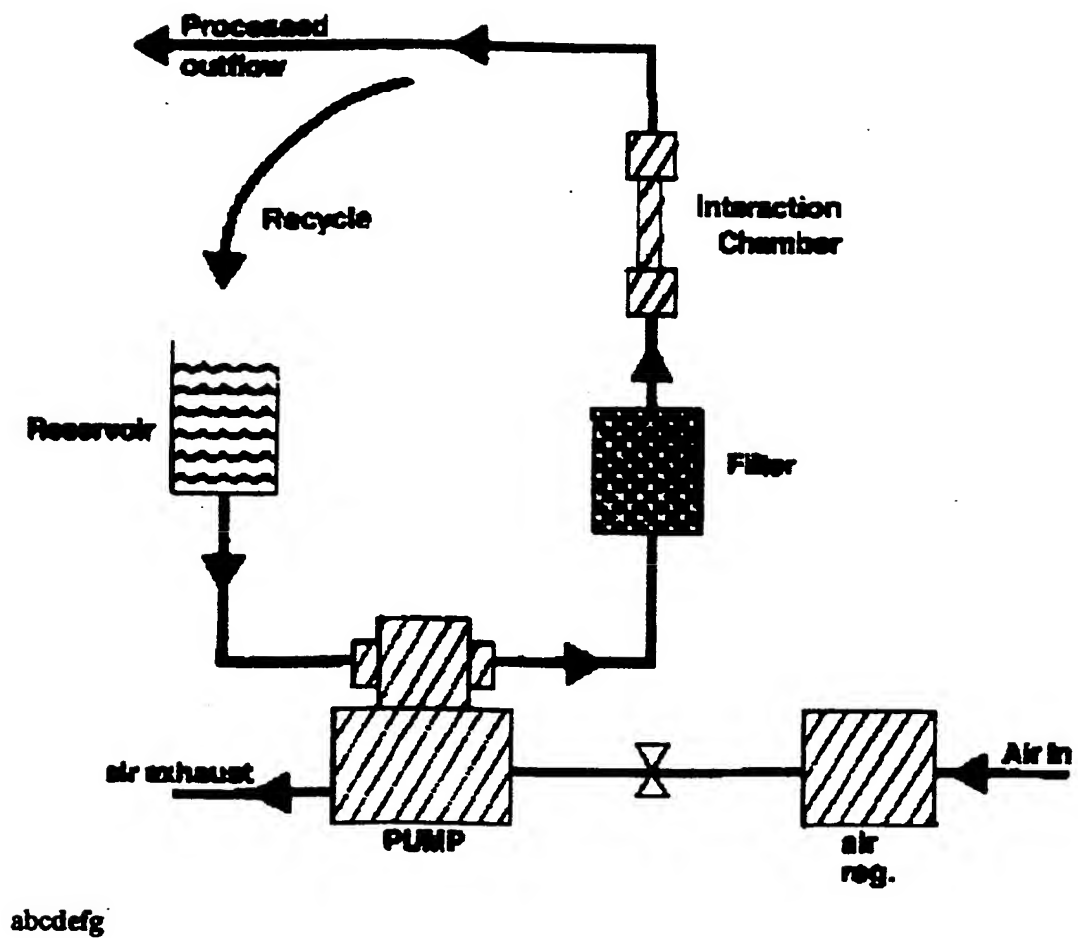 Processed
outflow
Recycle
Interaction
Chamber
Reservoir
Filter
air exhaust
Air in
PUMP
air
reg.
abcdefg